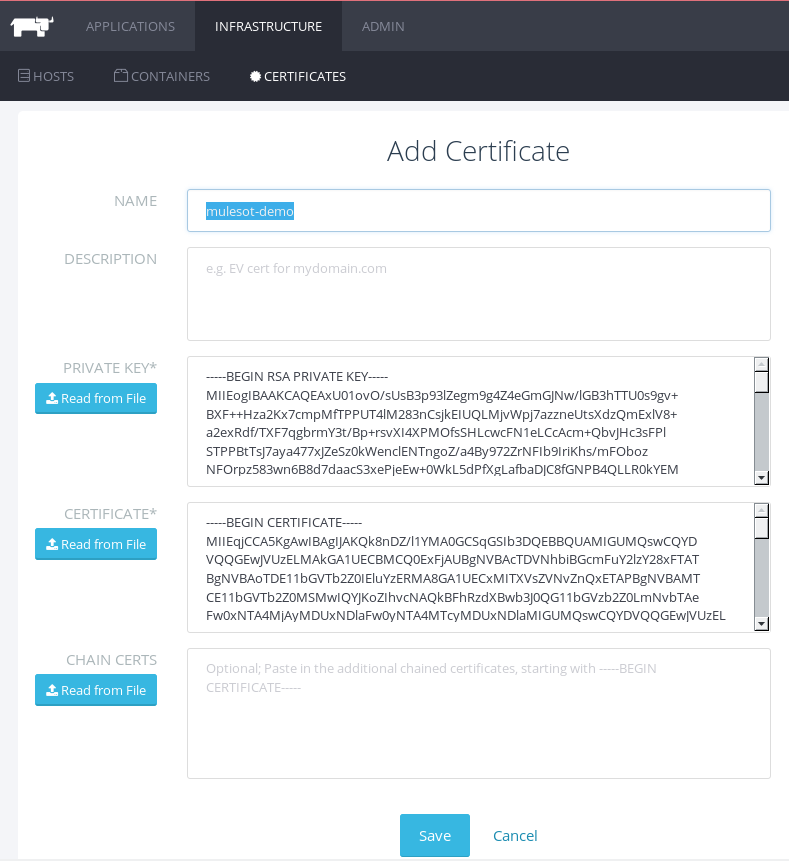 APPLICATIONS INFRASTRUCTURE ADMIN
HOSTS CONTAINERS CERTIFICATES
Add Certificate
NAME
mulesot-demo
DESCRIPTION
e.g. EV cert for mydomain.com
PRIVATE KEY*
Read from File
-----BEGIN RSA PRIVATE KEY-----
MIIEogIBAAKCAQEAxU01ovO/sUsB3p93lZegm9g4Z4eGmGJNw/lGB3hTTU0s9gv+
BXF++Hza2Kx7cmpMfTPPUT4lM283nCsjkEIUQLMjvWpj7azzneUtsXdzQmExlV8+
a2exRdf/TXF7qgbrmY3t/Bp+rsvXI4XPMOfsSHLcwcFN1eLCcAcm+QbvJHc3sFPl
STPPBtTsJ7aya477xJZeSz0kWenclENTngoZ/a4By972ZrNFIb9IriKhs/mFOboz
NFOrpz583wn6B8d7daacS3xePjeEw+0WkL5dPfXgLafbaDJC8fGNPB4QLLR0kYEM
CERTIFICATE*
Read from File
-----BEGIN CERTIFICATE-----
MIIEqjCCA5KgAwIBAgIJAKQk8nDZ/l1YMA0GCSqGSIb3DQEBBQUAMIGUMQswCQYD
VQQGEwJVUzELMAkGA1UECBMCQ0ExFjAUBgNVBAcTDVNhbiBGcmFuY2lzY28xFTAT
BgNVBAoTDE11bGVTb2Z0IEluYzERMA8GA1UECxMITXVsZVNvZnQxETAPBgNVBAMT
CE11bGVTb2Z0MSMwIQYJKoZIhvcNAQkBFhRzdXBwb3J0QG11bGVzb2Z0LmNvbTAe
Fw0xNTA4MjAyMDUxNDlaFw0yNTA4MTcyMDUxNDlaMIGUMQswCQYDVQQGEwJVUzEL
CHAIN CERTS
Read from File
Optional; Paste in the additional chained certificates, starting with -----BEGIN
CERTIFICATE-----
Save Cancel